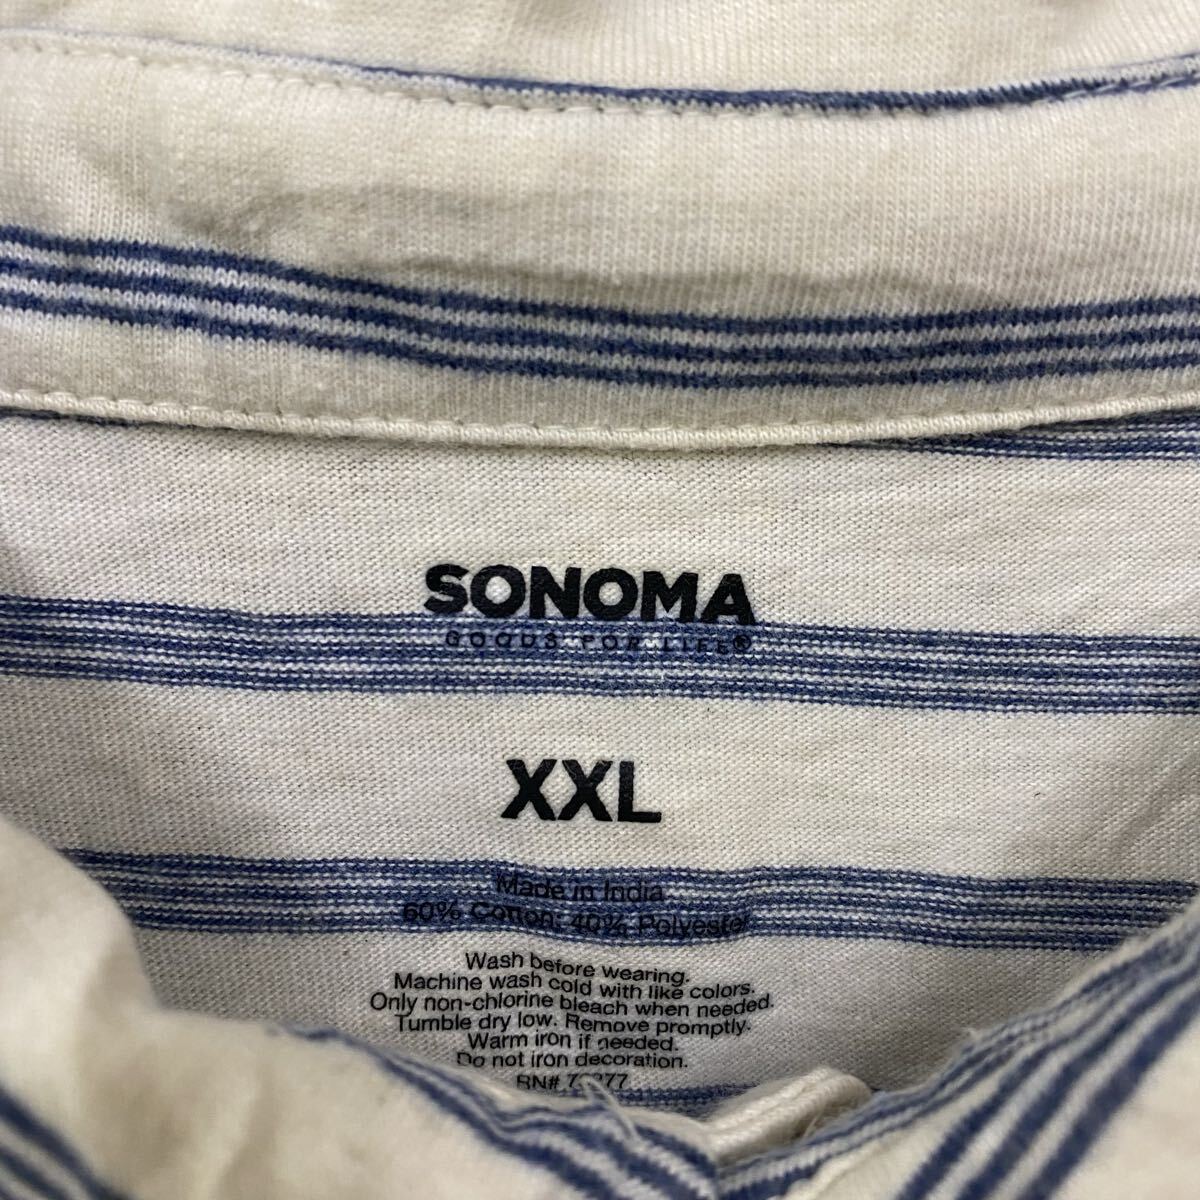 SONOMA
GOODS FOR LIFE®
XXL
Made in India
60% Cotton; 40% Polyester
Wash before wearing.
Machine wash cold with like colors.
Only non-chlorine bleach when needed.
Tumble dry low. Remove promptly.
Warm iron if needed.
Do not iron decoration.
RN#